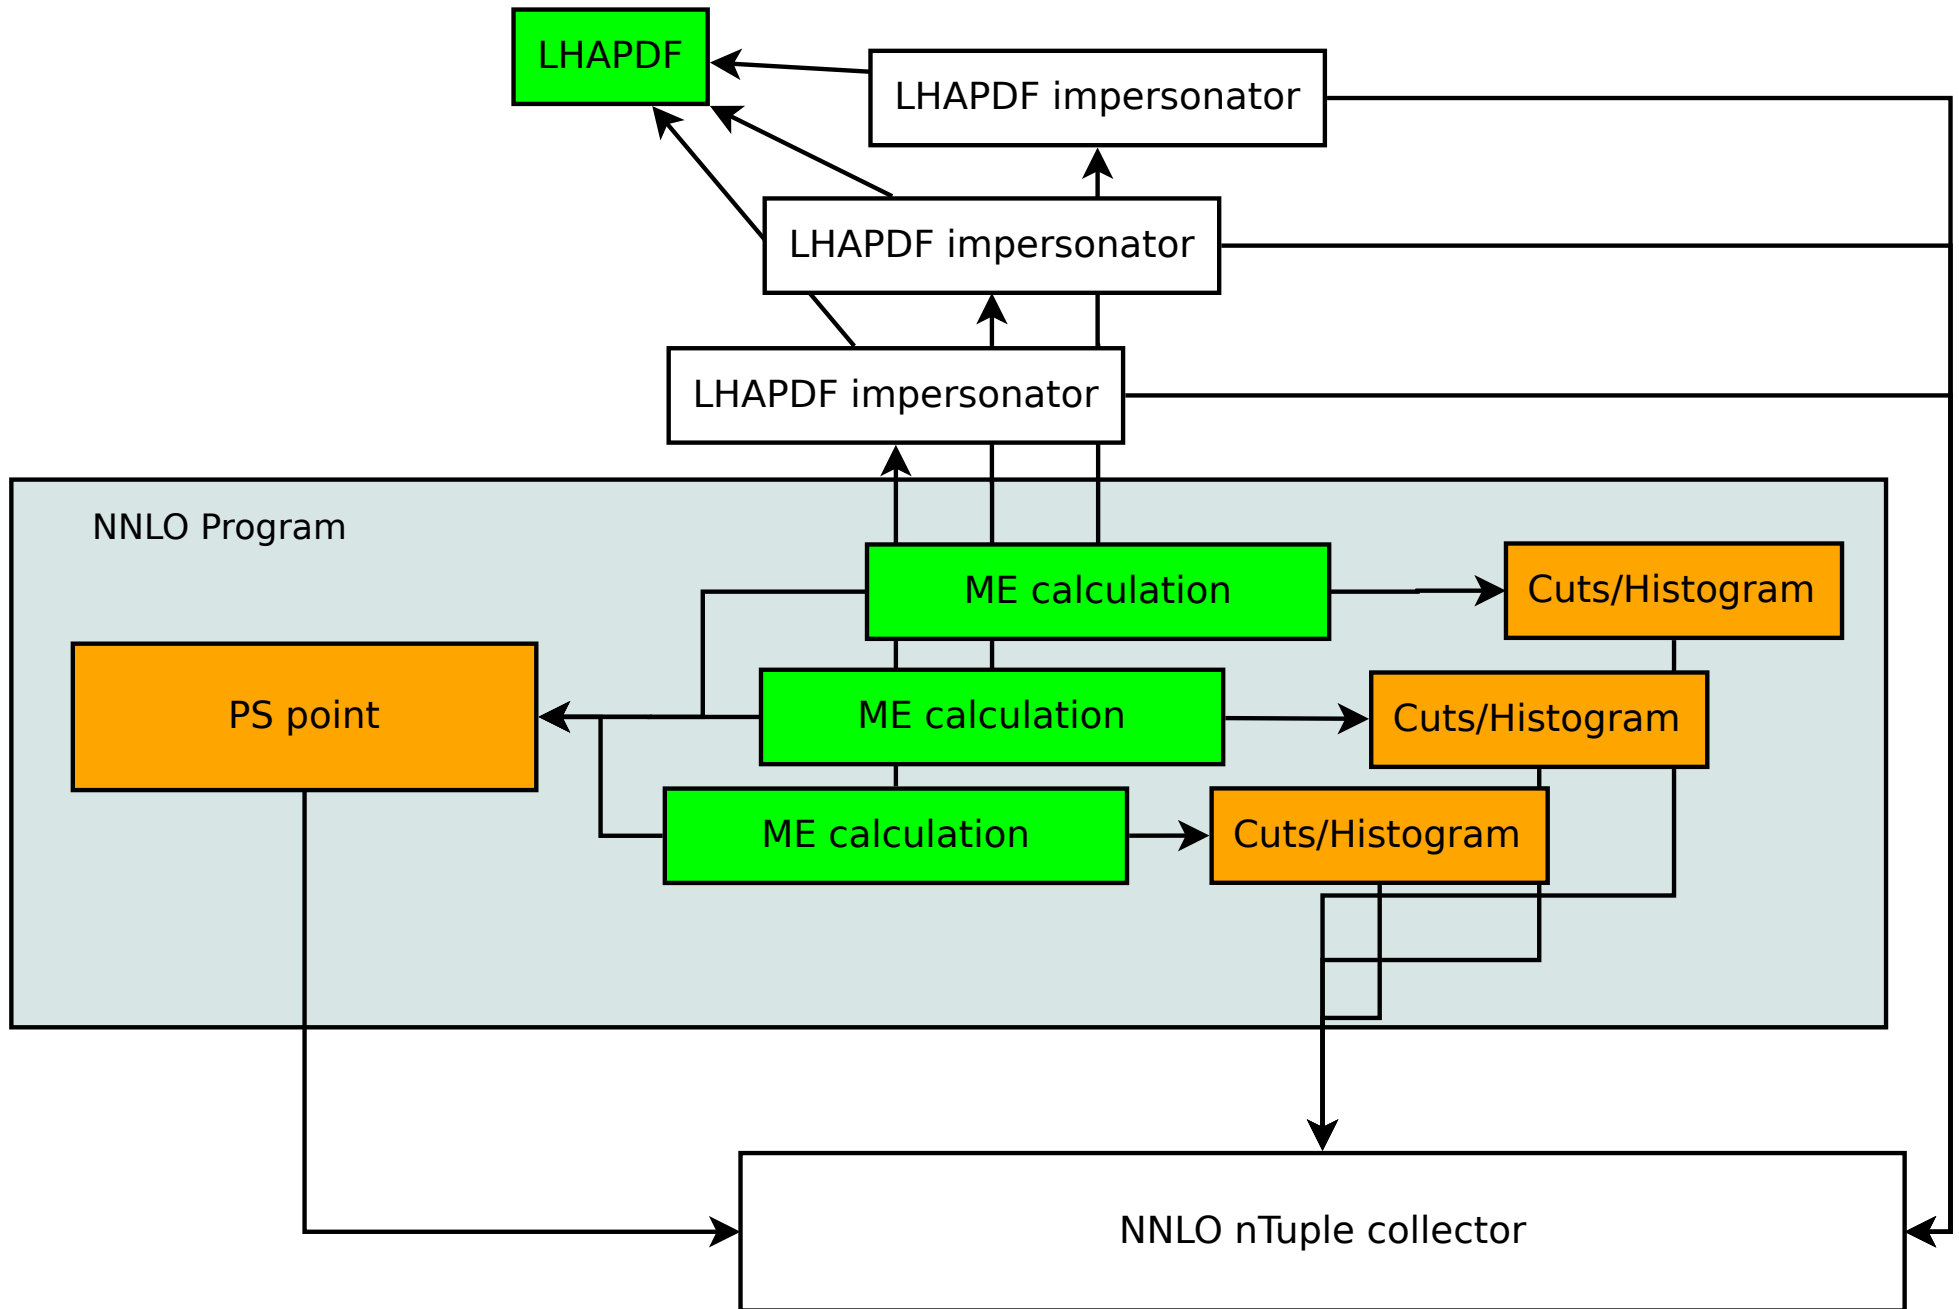 LHAPDF
LHAPDF impersonator
LHAPDF impersonator
LHAPDF impersonator
NNLO Program
ME calculation
Cuts/Histogram
PS point
ME calculation
Cuts/Histogram
ME calculation
Cuts/Histogram
NNLO nTuple collector